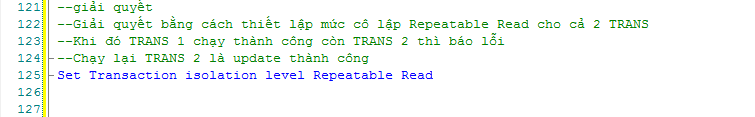 121 --giải quyết
122 --Giải quyết bằng cách thiết lập mức cô lập Repeatable Read cho cả 2 TRANS
123 --Khi đó TRANS 1 chạy thành công còn TRANS 2 thì báo lỗi
124 --Chạy lại TRANS 2 là update thành công
125 Set Transaction isolation level Repeatable Read
126
127